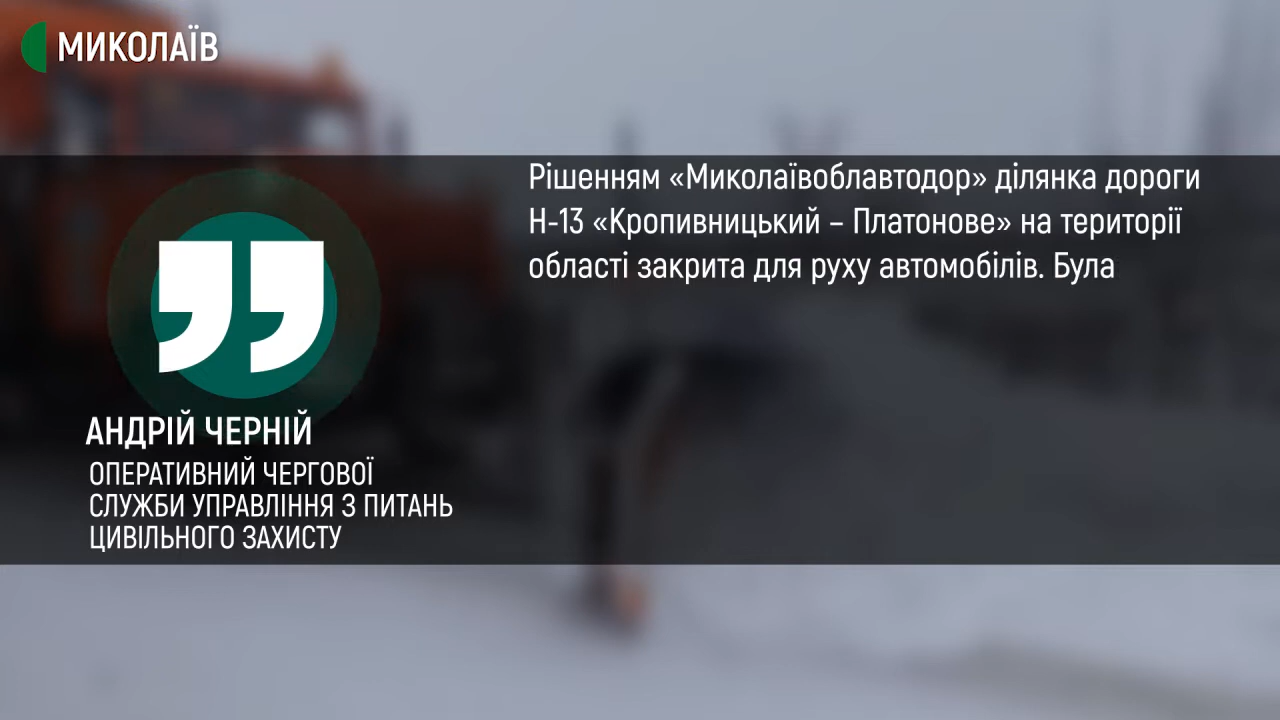 МИКОЛАЇВ
Рішенням «Миколаївоблавтодор» ділянка дороги
Н-13 «Кропивницький – Платонове» на території
області закрита для руху автомобілів. Була
АНДРІЙ ЧЕРНІЙ
ОПЕРАТИВНИЙ ЧЕРГОВОЇ
СЛУЖБИ УПРАВЛІННЯ З ПИТАНЬ
ЦИВІЛЬНОГО ЗАХИСТУ